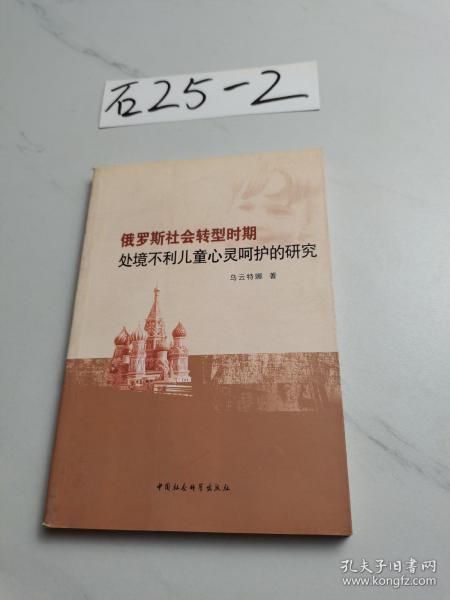 石25-2
俄罗斯社会转型时期
处境不利儿童心灵呵护的研究
乌云特娜 著
中国社会科学出版社
孔夫子旧书网
www.kongfz.com